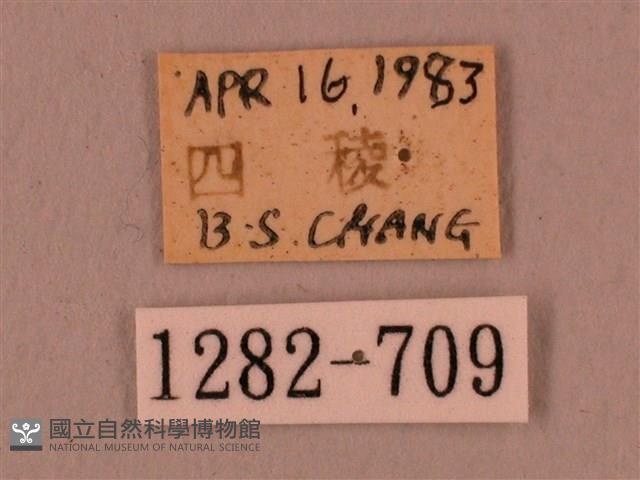 APR 16, 1983
四 稜
B.S. CHANG
1282-709
國立自然科學博物館
NATIONAL MUSEUM OF NATURAL SCIENCE